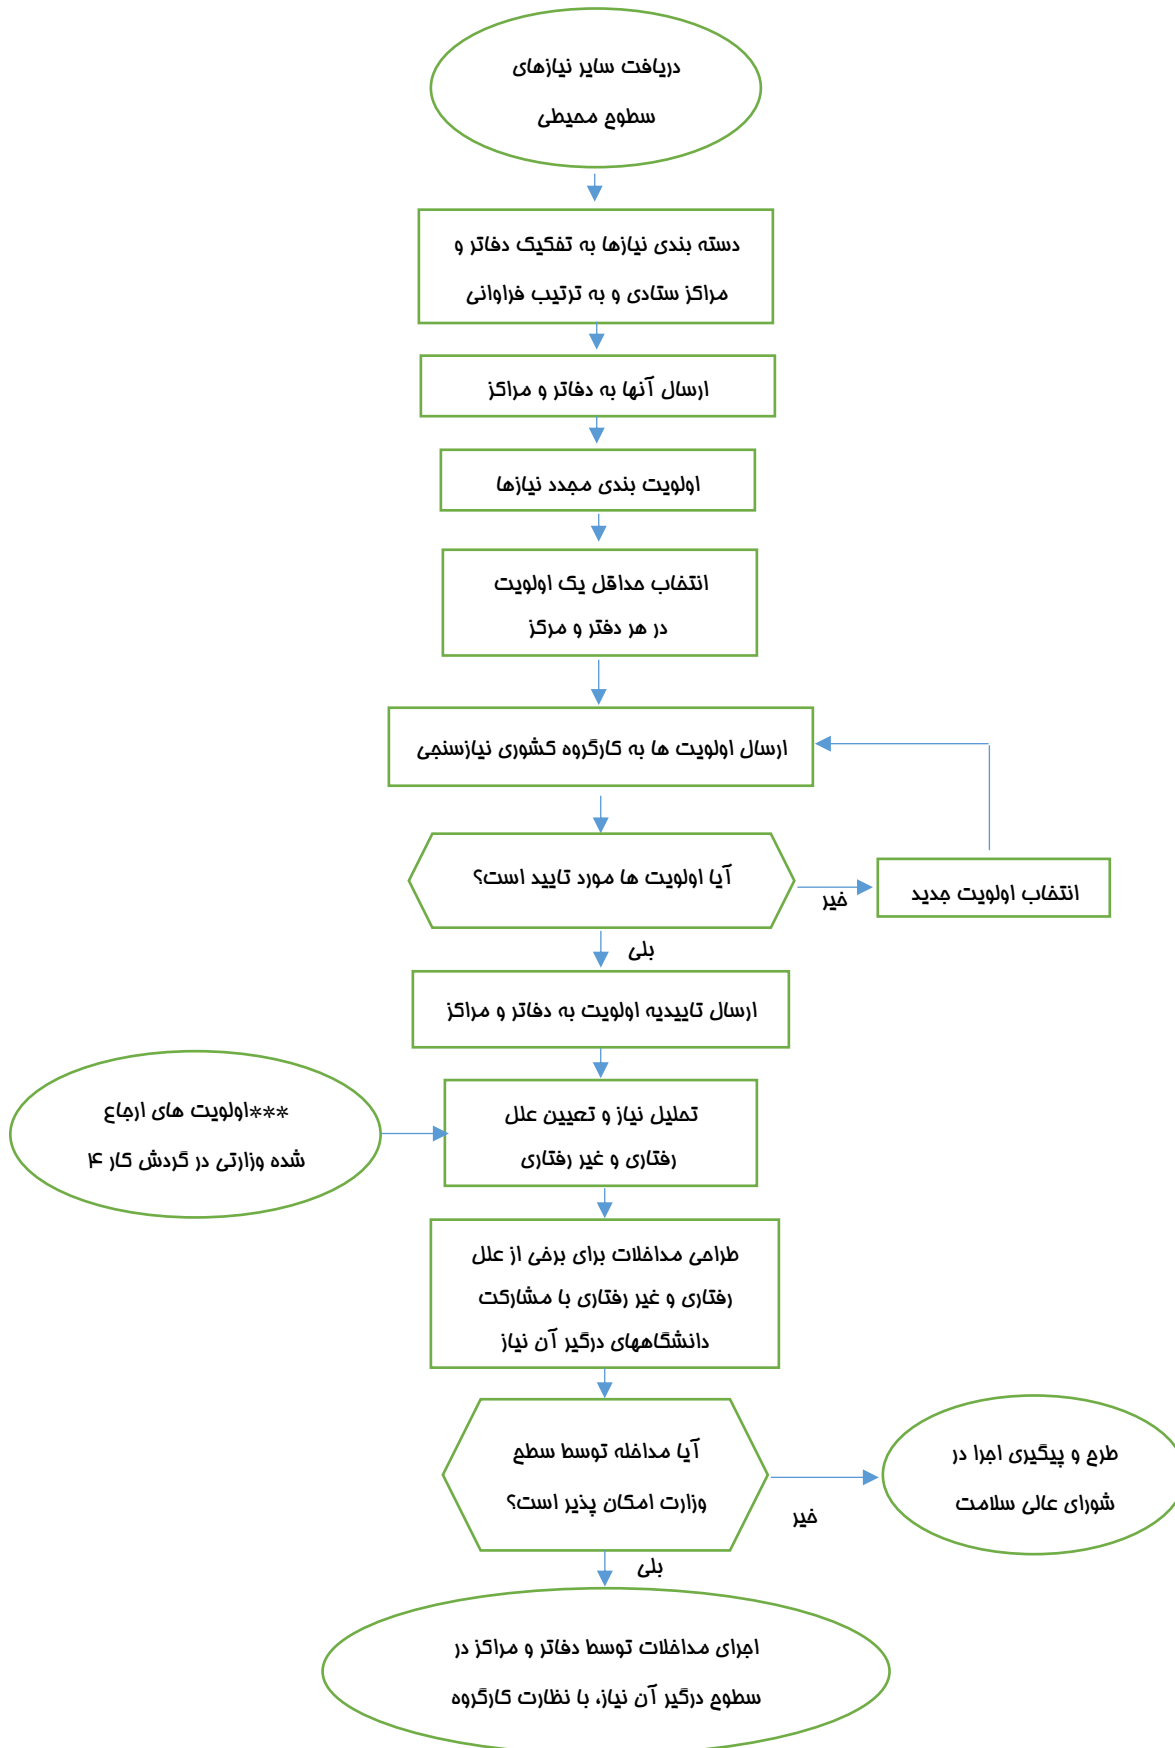 دریافت سایر نیازهای
سطوح محیطی
دسته بندی نیازها به تفکیک دفاتر و
مراکز ستادی و به ترتیب فراوانی
ارسال آنها به دفاتر و مراکز
اولویت بندی مجدد نیازها
انتخاب حداقل یک اولویت
در هر دفتر و مرکز
ارسال اولویت ها به کارگروه کشوری نیازسنجی
آیا اولویت ها مورد تایید است؟
خیر
انتخاب اولویت جدید
بلی
ارسال تاییدیه اولویت به دفاتر و مراکز
***اولویت های ارجاع
شده وزارتی در گردش کار ۴
تحلیل نیاز و تعیین علل
رفتاری و غیر رفتاری
طراحی مداخلات برای برخی از علل
رفتاری و غیر رفتاری با مشارکت
دانشگاههای درگیر آن نیاز
آیا مداخله توسط سطح
وزارت امکان پذیر است؟
خیر
طرح و پیگیری اجرا در
شورای عالی سلامت
بلی
اجرای مداخلات توسط دفاتر و مراکز در
سطوح درگیر آن نیاز، با نظارت کارگروه